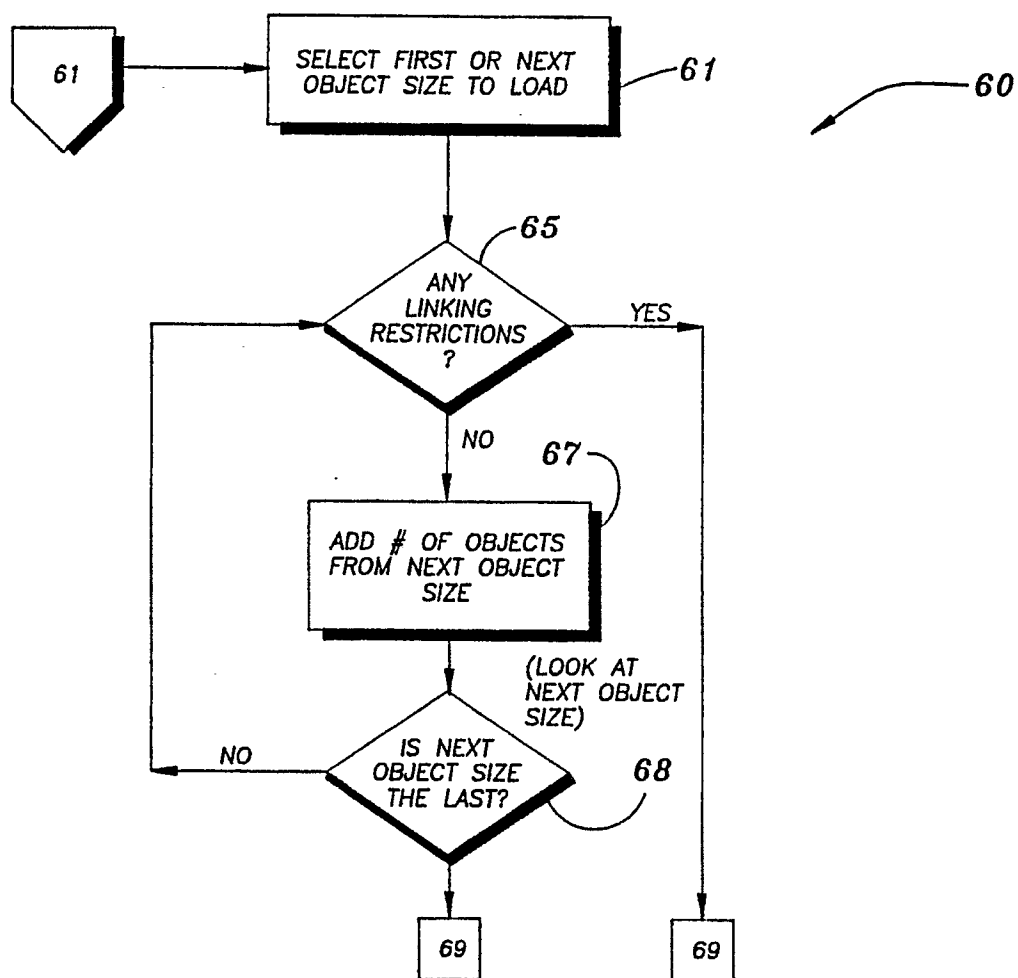 61
SELECT FIRST OR NEXT
OBJECT SIZE TO LOAD
61
60
65
ANY
LINKING
RESTRICTIONS
?
YES
NO
67
ADD # OF OBJECTS
FROM NEXT OBJECT
SIZE
(LOOK AT
NEXT OBJECT
SIZE)
IS NEXT
OBJECT SIZE
THE LAST?
NO
68
69
69